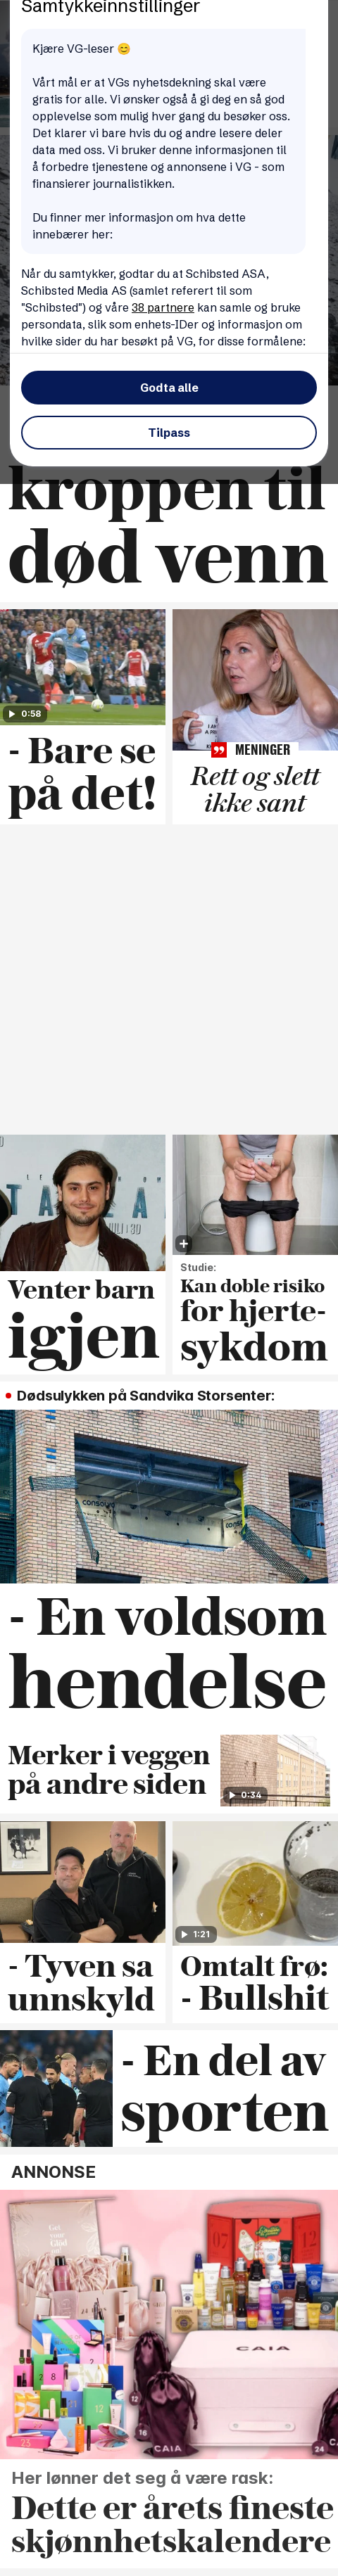 Samtykkeinnstillinger
Kjære VG-leser 😊
Vårt mål er at VGs nyhetsdekning skal være
gratis for alle. Vi ønsker også å gi deg en så god
opplevelse som mulig hver gang du besøker oss.
Det klarer vi bare hvis du og andre lesere deler
data med oss. Vi bruker denne informasjonen til
å forbedre tjenestene og annonsene i VG - som
finansierer journalistikken.
Du finner mer informasjon om hva dette
innebærer her:
Når du samtykker, godtar du at Schibsted ASA,
Schibsted Media AS (samlet referert til som
"Schibsted") og våre 38 partnere kan samle og bruke
persondata, slik som enhets-IDer og informasjon om
hvilke sider du har besøkt på VG, for disse formålene:
Godta alle
Tilpass
kroppen til
død venn
0:58
- Bare se
på det!
MENINGER
Rett og slett
ikke sant
Venter barn
igjen
Studie:
Kan doble risiko
for hjerte-
sykdom
Dødsulykken på Sandvika Storsenter:
consolvo
- En voldsom
hendelse
Merker i veggen
på andre siden
0:34
- Tyven sa
unnskyld
1:21
Omtalt frø:
- Bullshit
- En del av
sporten
ANNONSE
CAIA
CAIA
12
16
24
Her lønner det seg å være rask:
Dette er årets fineste
skjønnhetskalendere